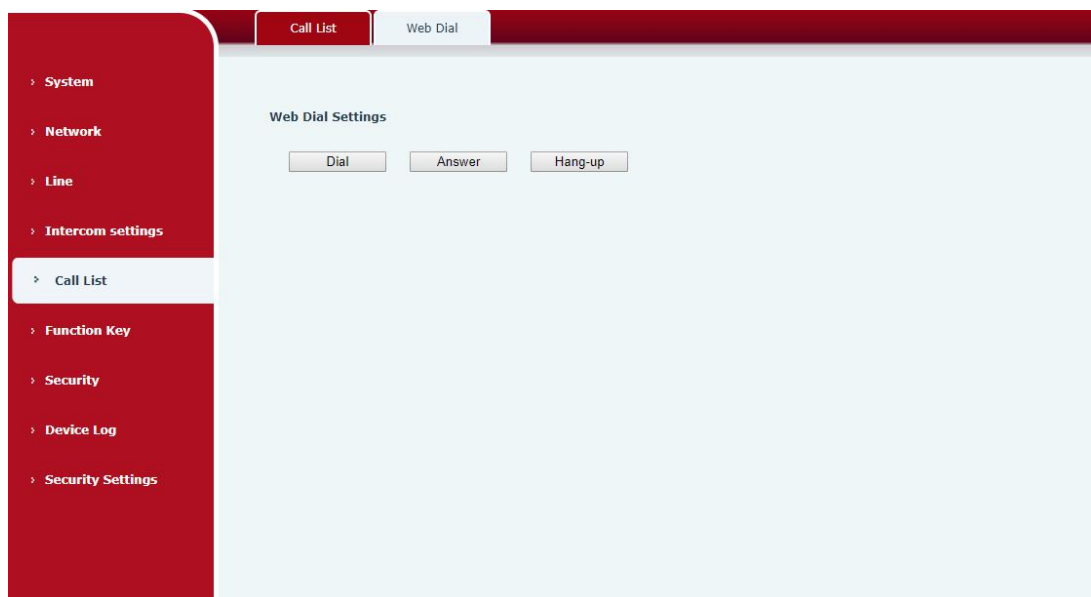 Call List
Web Dial
System
Network
Line
Intercom settings
Call List
Function Key
Security
Device Log
Security Settings
Web Dial Settings
Dial
Answer
Hang-up